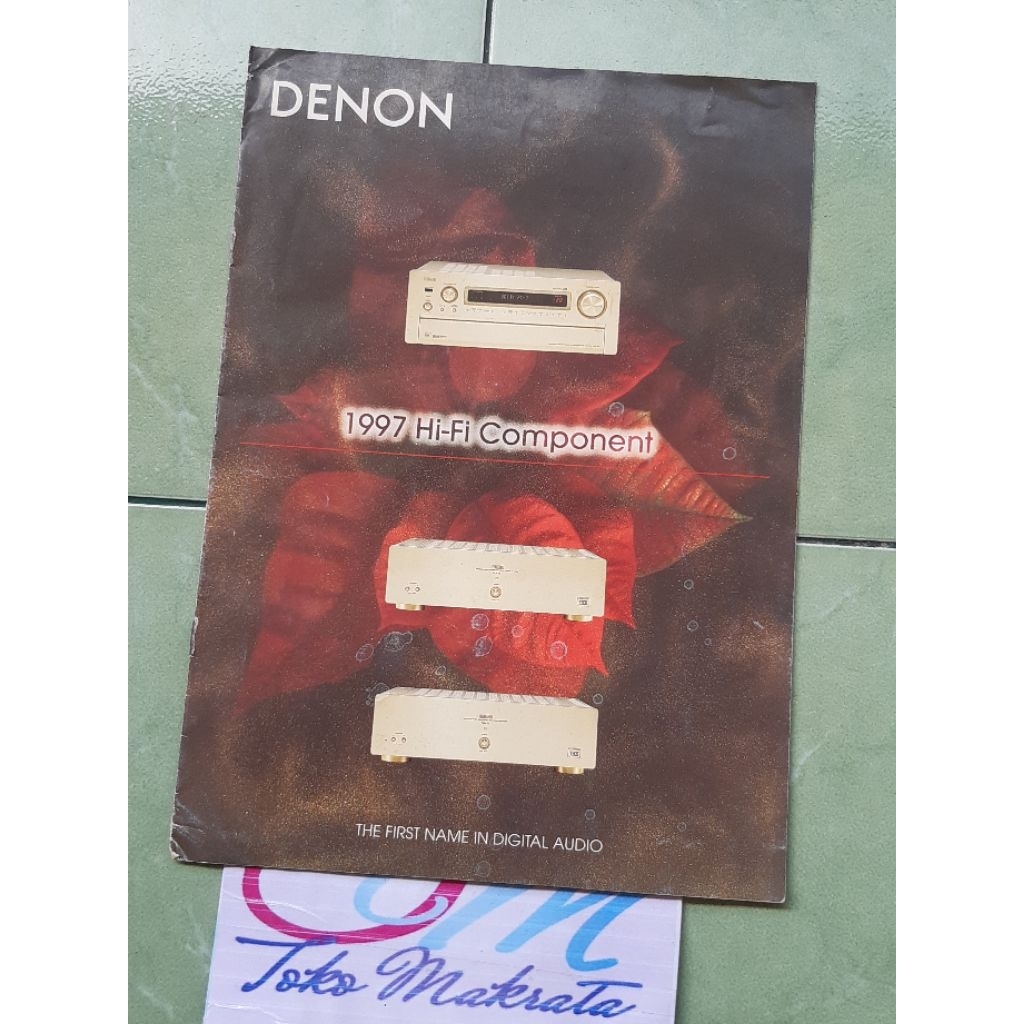 DENON
1997 Hi-Fi Component
THE FIRST NAME IN DIGITAL AUDIO
Toko Makrata